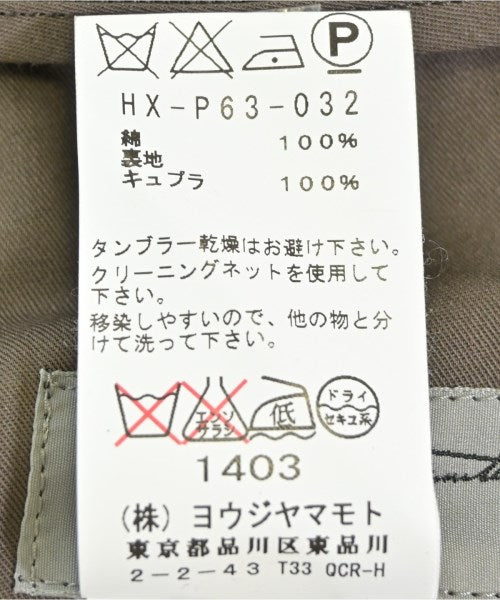 P
HX-P63-032
綿 100%
裏地
キュプラ 100%
タンブラー乾燥はお避け下さい。
クリーニングネットを使用して
下さい。
移染しやすいので、他の物と分
けて洗って下さい。
エンソ
サラシ
低
ドライ
セキユ系
1403
(株) ヨウジヤマモト
東京都品川区東品川
2-2-43 T33 QCR-H